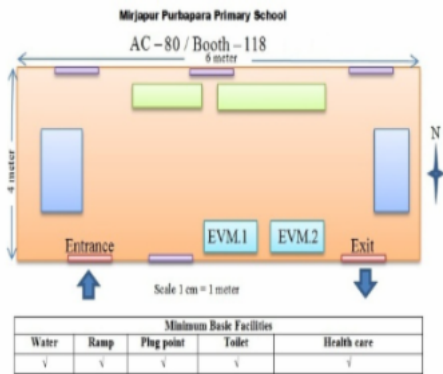 Mirjapur Purbapara Primary School
AC – 80 / Booth – 118
6 meter
4 meter
N
EVM.1 EVM.2
Entrance Exit
Scale 1 cm = 1 meter
Minimum Basic Facilities
Water Ramp Plug point Toilet Health care
√ √ √ √ √